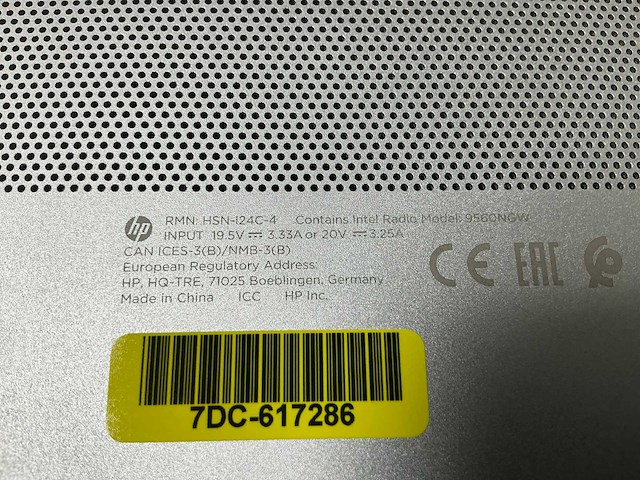 hp RMN: HSN-I24C-4 Contains Intel Radio Model: 9560NGW
INPUT 19.5V ⎓ 3.33A or 20V ⎓ 3.25A
CAN ICES-3(B)/NMB-3(B)
European Regulatory Address:
HP, HQ-TRE, 71025 Boeblingen, Germany
Made in China ICC HP Inc.
CE EAC
7DC-617286